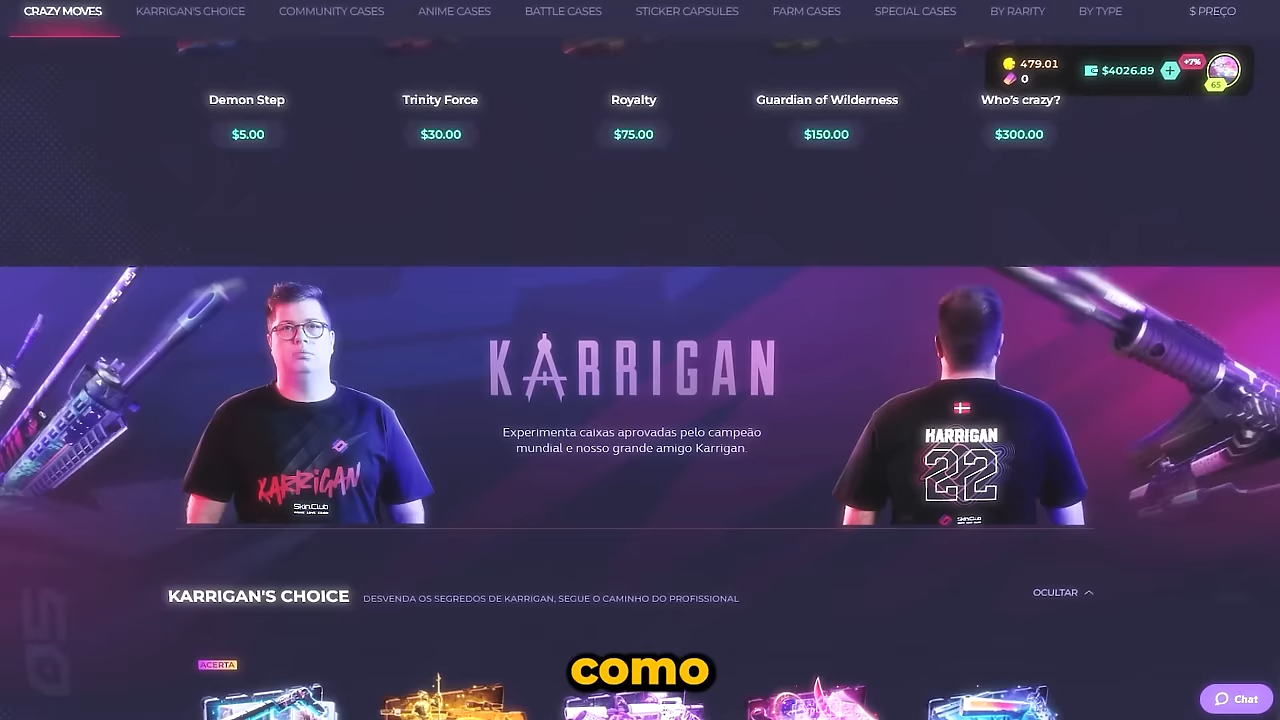 CRAZY MOVES KARRIGAN'S CHOICE COMMUNITY CASES ANIME CASES BATTLE CASES STICKER CAPSULES FARM CASES SPECIAL CASES BY RARITY BY TYPE $ PREÇO
479.01 $4026.89 + +7%
0 65
Demon Step Trinity Force Royalty Guardian of Wilderness Who's crazy?
$5.00 $30.00 $75.00 $150.00 $300.00
KARRIGAN
Experimenta caixas aprovadas pelo campeão
mundial e nosso grande amigo Karrigan.
KARRiGAN
Skin.Club
HARRIGAN
22
Skin.Club
KARRIGAN'S CHOICE DESVENDA OS SEGREDOS DE KARRIGAN, SEGUE O CAMINHO DO PROFISSIONAL OCULTAR
ACERTA
como
Chat